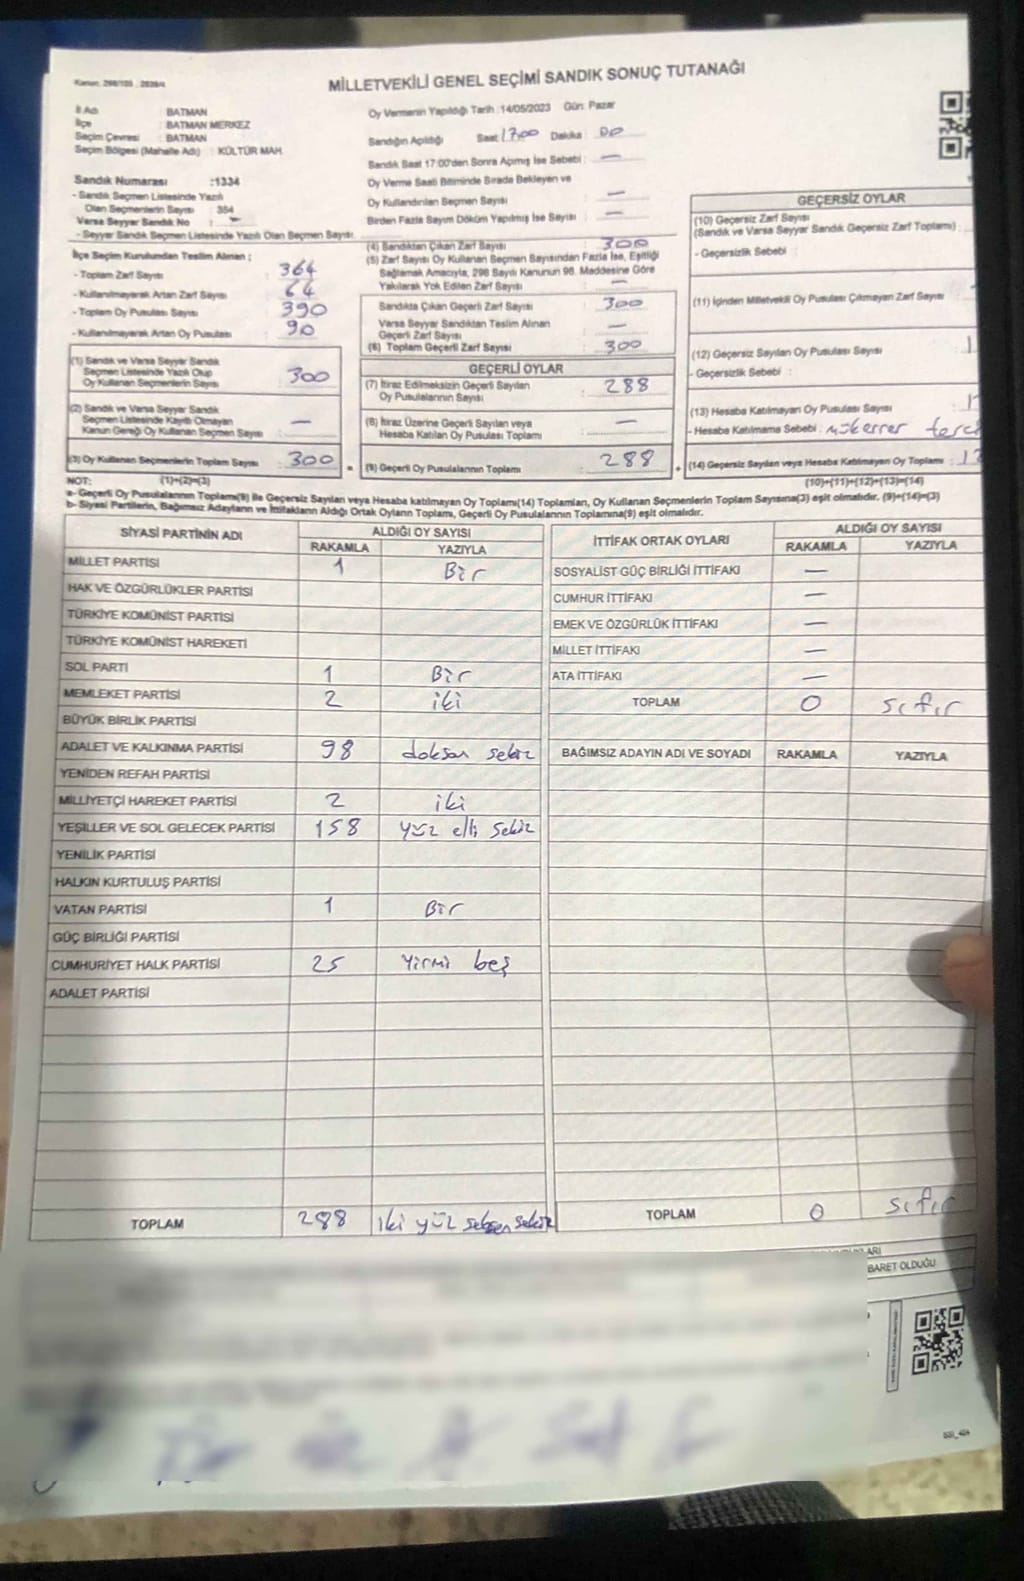 Kanun: 298/105 , 2839/4
MİLLETVEKİLİ GENEL SEÇİMİ SANDIK SONUÇ TUTANAĞI
İl Adı : BATMAN
İlçe : BATMAN MERKEZ
Seçim Çevresi : BATMAN
Seçim Bölgesi (Mahalle Adı) : KÜLTÜR MAH.
Oy Vermenin Yapıldığı Tarih : 14/05/2023 Gün: Pazar
Sandığın Açıldığı Saat 17:00 Dakika : 00
Sandık Saat 17:00'den Sonra Açımış İse Sebebi : —
Oy Verme Saati Bitiminde Sırada Bekleyen ve
Oy Kullandırılan Seçmen Sayısı : —
Birden Fazla Sayım Döküm Yapılmış İse Sayısı : —
Sandık Numarası :1334
- Sandık Seçmen Listesinde Yazılı
Olan Seçmenlerin Sayısı : 354
Varsa Seyyar Sandık No : —
- Seyyar Sandık Seçmen Listesinde Yazılı Olan Seçmen Sayısı :
İlçe Seçim Kurulundan Teslim Alınan ;
- Toplam Zarf Sayısı : 364
- Kullanılmayarak Artan Zarf Sayısı : 64
- Toplam Oy Pusulası Sayısı : 390
- Kullanılmayarak Artan Oy Pusulası : 90
(1) Sandık ve Varsa Seyyar Sandık
Seçmen Listesinde Yazılı Olup
Oy Kullanan Seçmenlerin Sayısı : 300
(2) Sandık ve Varsa Seyyar Sandık
Seçmen Listesinde Kayıtlı Olmayan
Kanun Gereği Oy Kullanan Seçmen Sayısı : —
(3) Oy Kullanan Seçmenlerin Toplam Sayısı : 300 =
(4) Sandıktan Çıkan Zarf Sayısı : 300
(5) Zarf Sayısı Oy Kullanan Seçmen Sayısından Fazla İse, Eşitliği
Sağlamak Amacıyla, 298 Sayılı Kanunun 98. Maddesine Göre
Yakılarak Yok Edilen Zarf Sayısı : —
Sandıkta Çıkan Geçerli Zarf Sayısı : 300
Varsa Seyyar Sandıktan Teslim Alınan
Geçerli Zarf Sayısı : —
(6) Toplam Geçerli Zarf Sayısı : 300
GEÇERLİ OYLAR
(7) İtiraz Edilmeksizin Geçerli Sayılan
Oy Pusulalarının Sayısı : 288
(8) İtiraz Üzerine Geçerli Sayılan veya
Hesaba Katılan Oy Pusulası Toplamı : —
(9) Geçerli Oy Pusulalarının Toplamı : 288 +
GEÇERSİZ OYLAR
(10) Geçersiz Zarf Sayısı
(Sandık ve Varsa Seyyar Sandık Geçersiz Zarf Toplamı) :
- Geçersizlik Sebebi :
(11) İçinden Milletvekili Oy Pusulası Çıkmayan Zarf Sayısı :
(12) Geçersiz Sayılan Oy Pusulası Sayısı :
- Geçersizlik Sebebi :
(13) Hesaba Katılmayan Oy Pusulası Sayısı :
- Hesaba Katılmama Sebebi : mükerrer
(14) Geçersiz Sayılan veya Hesaba Katılmayan Oy Toplamı :
NOT: (1)+(2)=(3) (10)+(11)+(12)+(13)=(14)
a- Geçerli Oy Pusulalarının Toplamı(9) ile Geçersiz Sayılan veya Hesaba katılmayan Oy Toplamı(14) Toplamları, Oy Kullanan Seçmenlerin Toplam Sayısına(3) eşit olmalıdır. (9)+(14)=(3)
b- Siyasi Partilerin, Bağımsız Adayların ve İttifakların Aldığı Ortak Oyların Toplamı, Geçerli Oy Pusulalarının Toplamına(9) eşit olmalıdır.
SİYASİ PARTİNİN ADI ALDIĞI OY SAYISI
RAKAMLA YAZIYLA
MİLLET PARTİSİ 1 Bir
HAK VE ÖZGÜRLÜKLER PARTİSİ
TÜRKİYE KOMÜNİST PARTİSİ
TÜRKİYE KOMÜNİST HAREKETİ
SOL PARTİ 1 Bir
MEMLEKET PARTİSİ 2 iki
BÜYÜK BİRLİK PARTİSİ
ADALET VE KALKINMA PARTİSİ 98 doksan sekiz
YENİDEN REFAH PARTİSİ
MİLLİYETÇİ HAREKET PARTİSİ 2 iki
YEŞİLLER VE SOL GELECEK PARTİSİ 158 yüz elli sekiz
YENİLİK PARTİSİ
HALKIN KURTULUŞ PARTİSİ
VATAN PARTİSİ 1 Bir
GÜÇ BİRLİĞİ PARTİSİ
CUMHURİYET HALK PARTİSİ 25 yirmi beş
ADALET PARTİSİ
TOPLAM 288 iki yüz seksen sekiz
İTTİFAK ORTAK OYLARI ALDIĞI OY SAYISI
RAKAMLA YAZIYLA
SOSYALİST GÜÇ BİRLİĞİ İTTİFAKI —
CUMHUR İTTİFAKI —
EMEK VE ÖZGÜRLÜK İTTİFAKI —
MİLLET İTTİFAKI —
ATA İTTİFAKI —
TOPLAM 0 sıfır
BAĞIMSIZ ADAYIN ADI VE SOYADI RAKAMLA YAZIYLA
TOPLAM 0 sıfır
BARET OLDUĞU